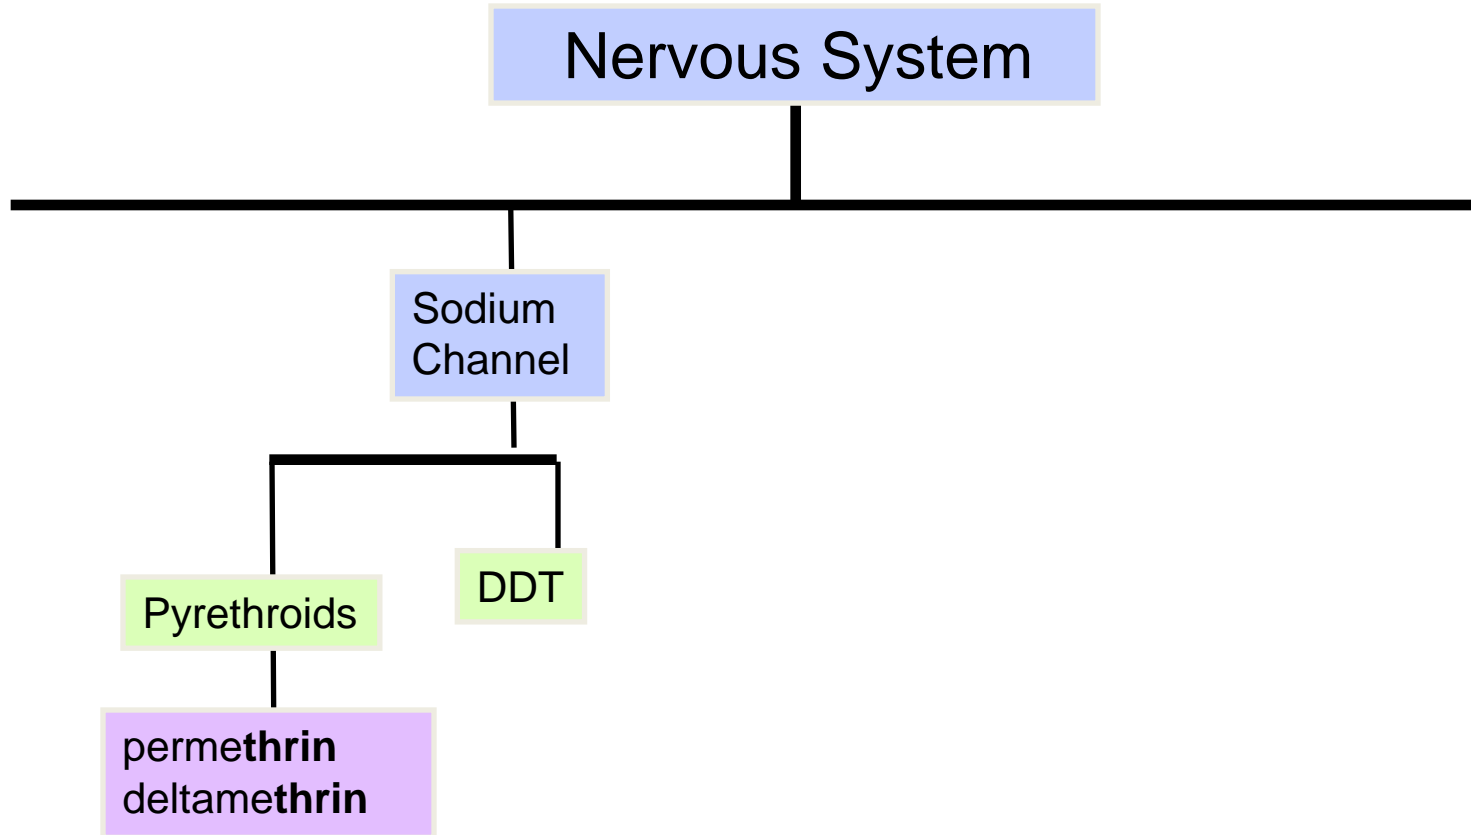 Nervous System
Sodium
Channel
DDT
Pyrethroids
permethrin
deltamethrin